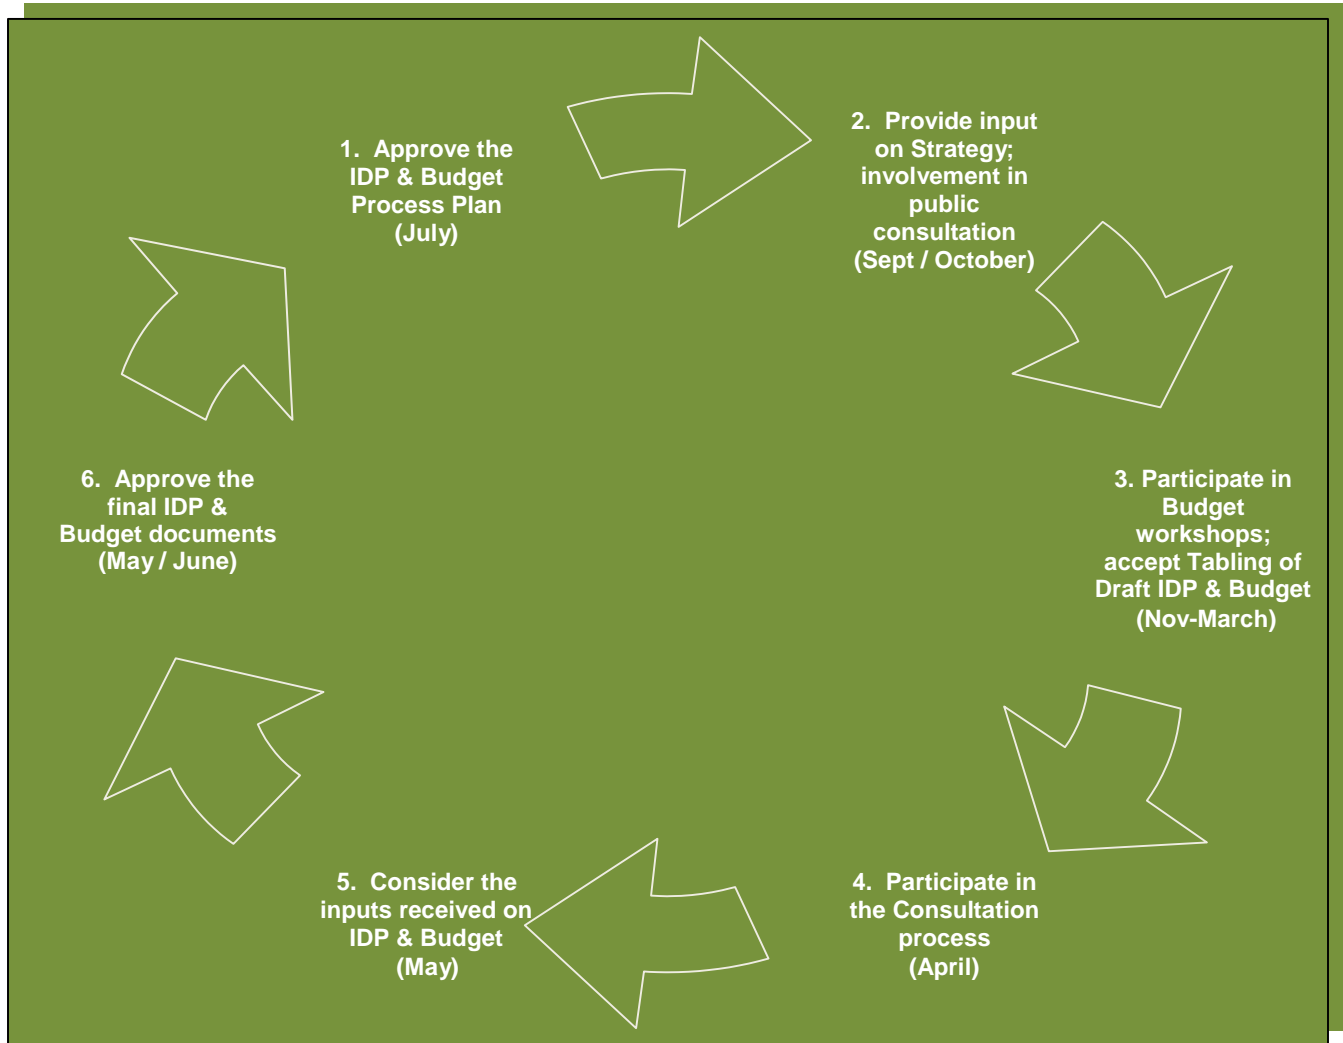 1. Approve the
IDP & Budget
Process Plan
(July)
2. Provide input
on Strategy;
involvement in
public
consultation
(Sept / October)
3. Participate in
Budget
workshops;
accept Tabling of
Draft IDP & Budget
(Nov-March)
4. Participate in
the Consultation
process
(April)
5. Consider the
inputs received on
IDP & Budget
(May)
6. Approve the
final IDP &
Budget documents
(May / June)